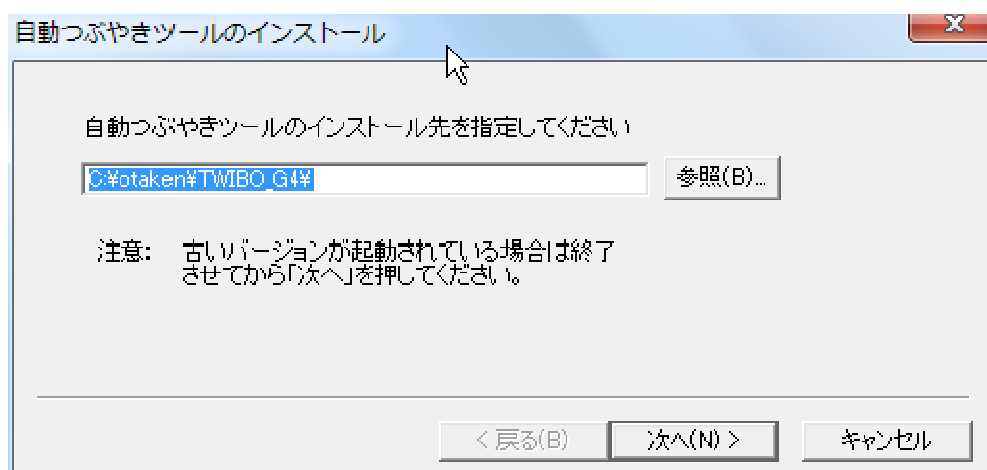 自動つぶやきツールのインストール
自動つぶやきツールのインストール先を指定してください
C:¥otaken¥TWIBO_G4¥
参照(B)...
注意: 古いバージョンが起動されている場合は終了
させてから「次へ」を押してください。
< 戻る(B)
次へ(N) >
キャンセル